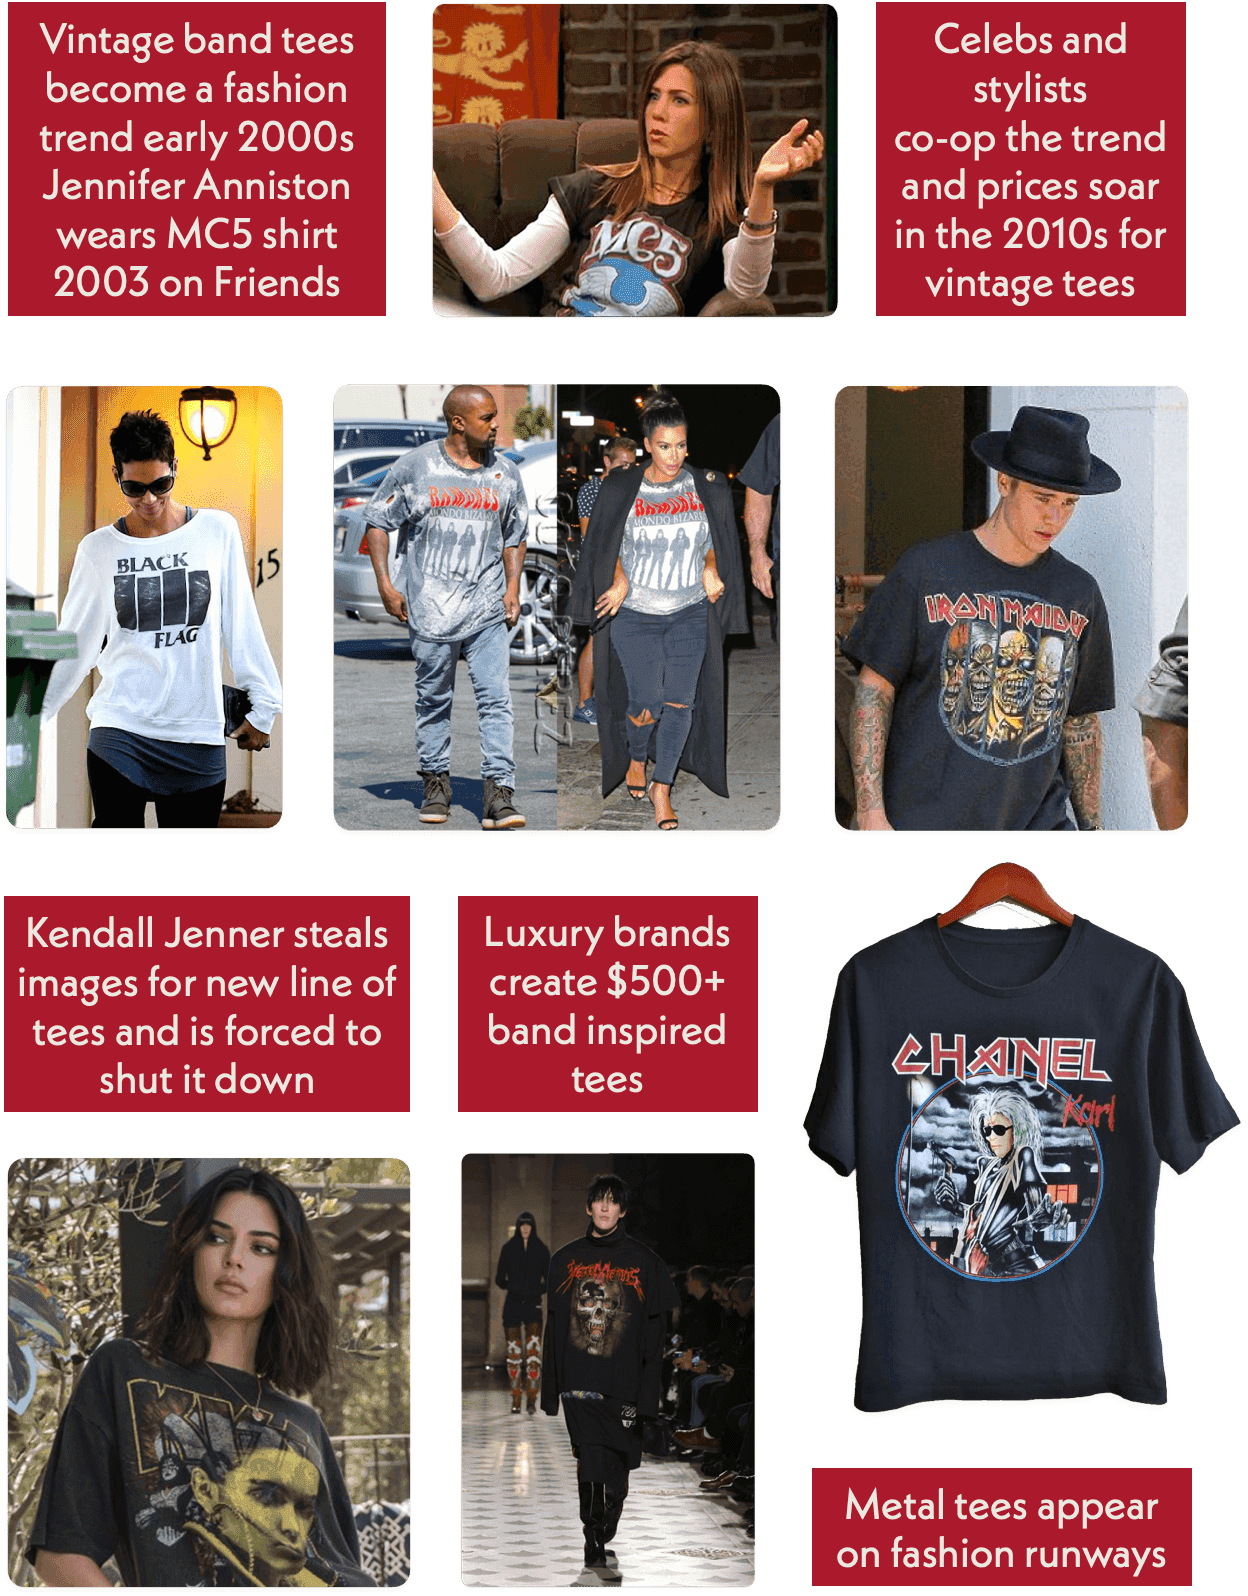 Vintage band tees
become a fashion
trend early 2000s
Jennifer Anniston
wears MC5 shirt
2003 on Friends
MC5
Celebs and
stylists
co-op the trend
and prices soar
in the 2010s for
vintage tees
BLACK
FLAG
15
RAMONES
MONDO BIZARRO
RAMONES
MONDO BIZARRO
IRON MAIDEN
Kendall Jenner steals
images for new line of
tees and is forced to
shut it down
Luxury brands
create $500+
band inspired
tees
CHANEL
Karl
VETEMENTS
Metal tees appear
on fashion runways